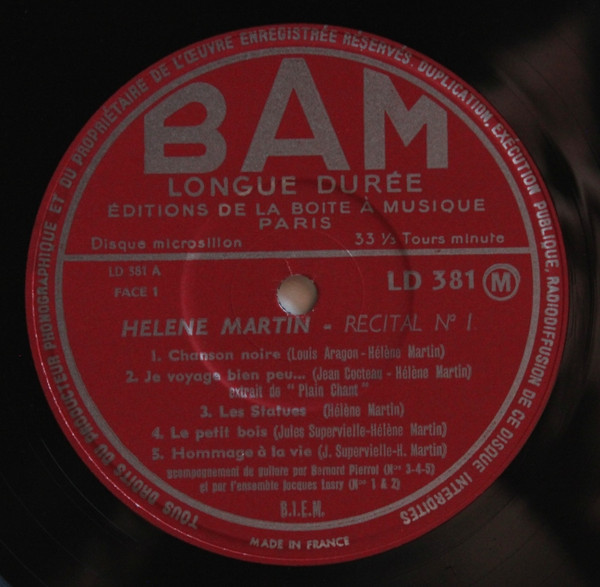 TOUS DROITS DU PRODUCTEUR PHONOGRAPHIQUE ET DU PROPRIÉTAIRE DE L'ŒUVRE ENREGISTRÉE RÉSERVÉS. DUPLICATION, EXÉCUTION PUBLIQUE, RADIODIFFUSION DE CE DISQUE INTERDITES
BAM
LONGUE DURÉE
ÉDITIONS DE LA BOITE À MUSIQUE
PARIS
Disque microsillon 33 ⅓ Tours minute
LD 381 A
FACE 1
LD 381 M
HELENE MARTIN - RECITAL N° 1
1. Chanson noire (Louis Aragon-Hélène Martin)
2. Je voyage bien peu... (Jean Cocteau - Hélène Martin)
extrait de "Plain Chant"
3. Les Statues (Hélène Martin)
4. Le petit bois (Jules Supervielle-Hélène Martin)
5. Hommage à la vie (J. Supervielle-H. Martin)
accompagnement de guitare par Bernard Pierrot (Nos 3-4-5)
et par l'ensemble Jacques Lasry (Nos 1 & 2)
B.I.E.M.
MADE IN FRANCE